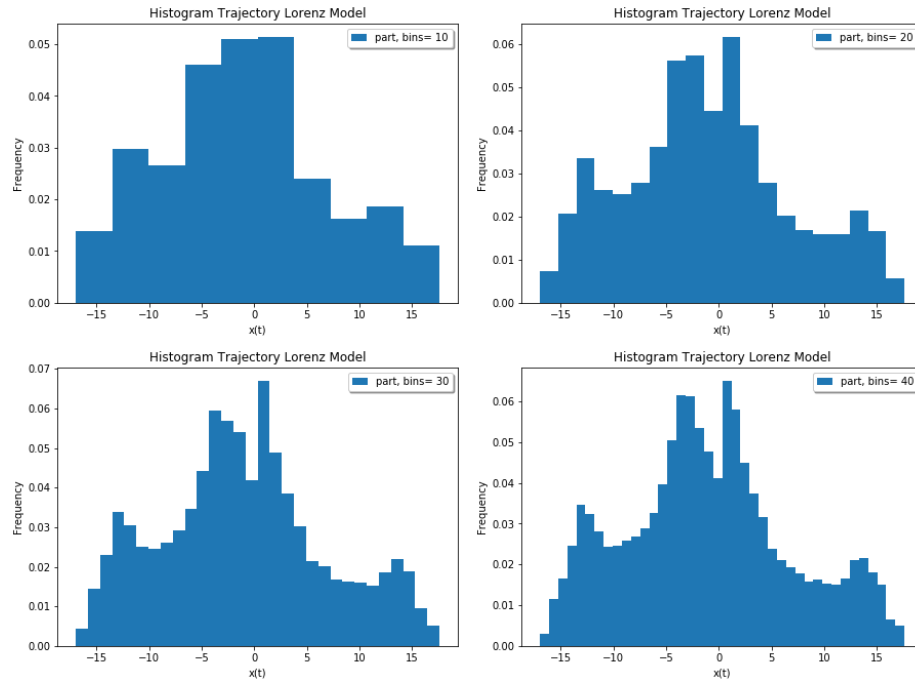 Histogram Trajectory Lorenz Model
part, bins= 10
0.05
0.04
0.03
0.02
0.01
0.00
Frequency
−15 −10 −5 0 5 10 15
x(t)
Histogram Trajectory Lorenz Model
part, bins= 20
0.06
0.05
0.04
0.03
0.02
0.01
0.00
Frequency
−15 −10 −5 0 5 10 15
x(t)
Histogram Trajectory Lorenz Model
part, bins= 30
0.07
0.06
0.05
0.04
0.03
0.02
0.01
0.00
Frequency
−15 −10 −5 0 5 10 15
x(t)
Histogram Trajectory Lorenz Model
part, bins= 40
0.06
0.05
0.04
0.03
0.02
0.01
0.00
Frequency
−15 −10 −5 0 5 10 15
x(t)